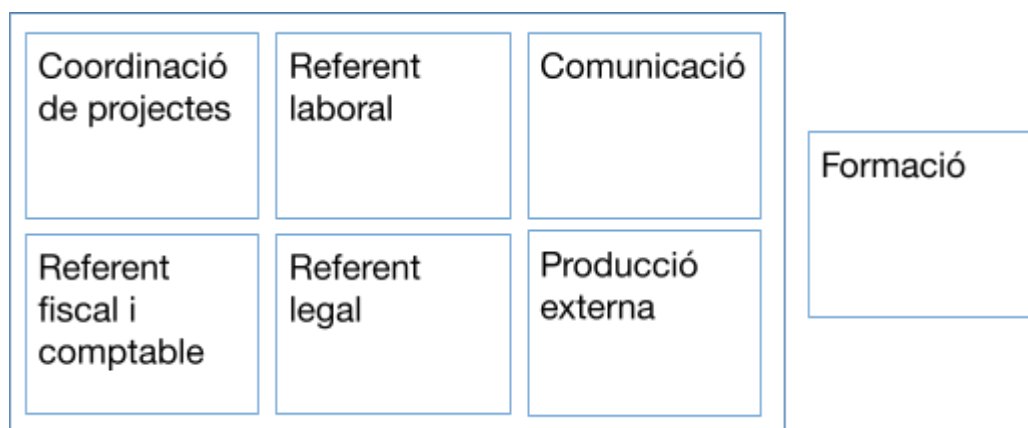 Coordinació
de projectes
Referent
laboral
Comunicació
Formació
Referent
fiscal i
comptable
Referent
legal
Producció
externa